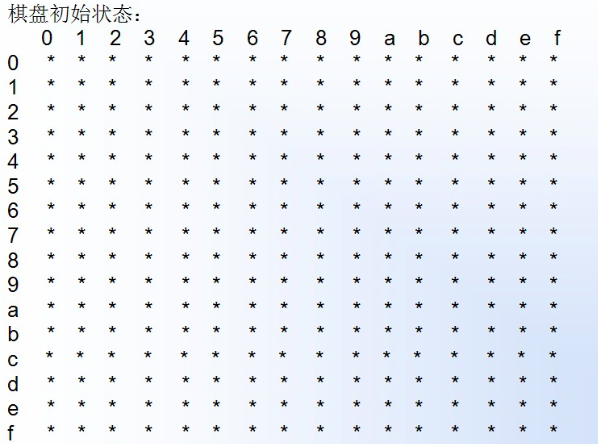 棋盘初始状态：
0 1 2 3 4 5 6 7 8 9 a b c d e f
0 * * * * * * * * * * * * * * * *
1 * * * * * * * * * * * * * * * *
2 * * * * * * * * * * * * * * * *
3 * * * * * * * * * * * * * * * *
4 * * * * * * * * * * * * * * * *
5 * * * * * * * * * * * * * * * *
6 * * * * * * * * * * * * * * * *
7 * * * * * * * * * * * * * * * *
8 * * * * * * * * * * * * * * * *
9 * * * * * * * * * * * * * * * *
a * * * * * * * * * * * * * * * *
b * * * * * * * * * * * * * * * *
c * * * * * * * * * * * * * * * *
d * * * * * * * * * * * * * * * *
e * * * * * * * * * * * * * * * *
f * * * * * * * * * * * * * * * *